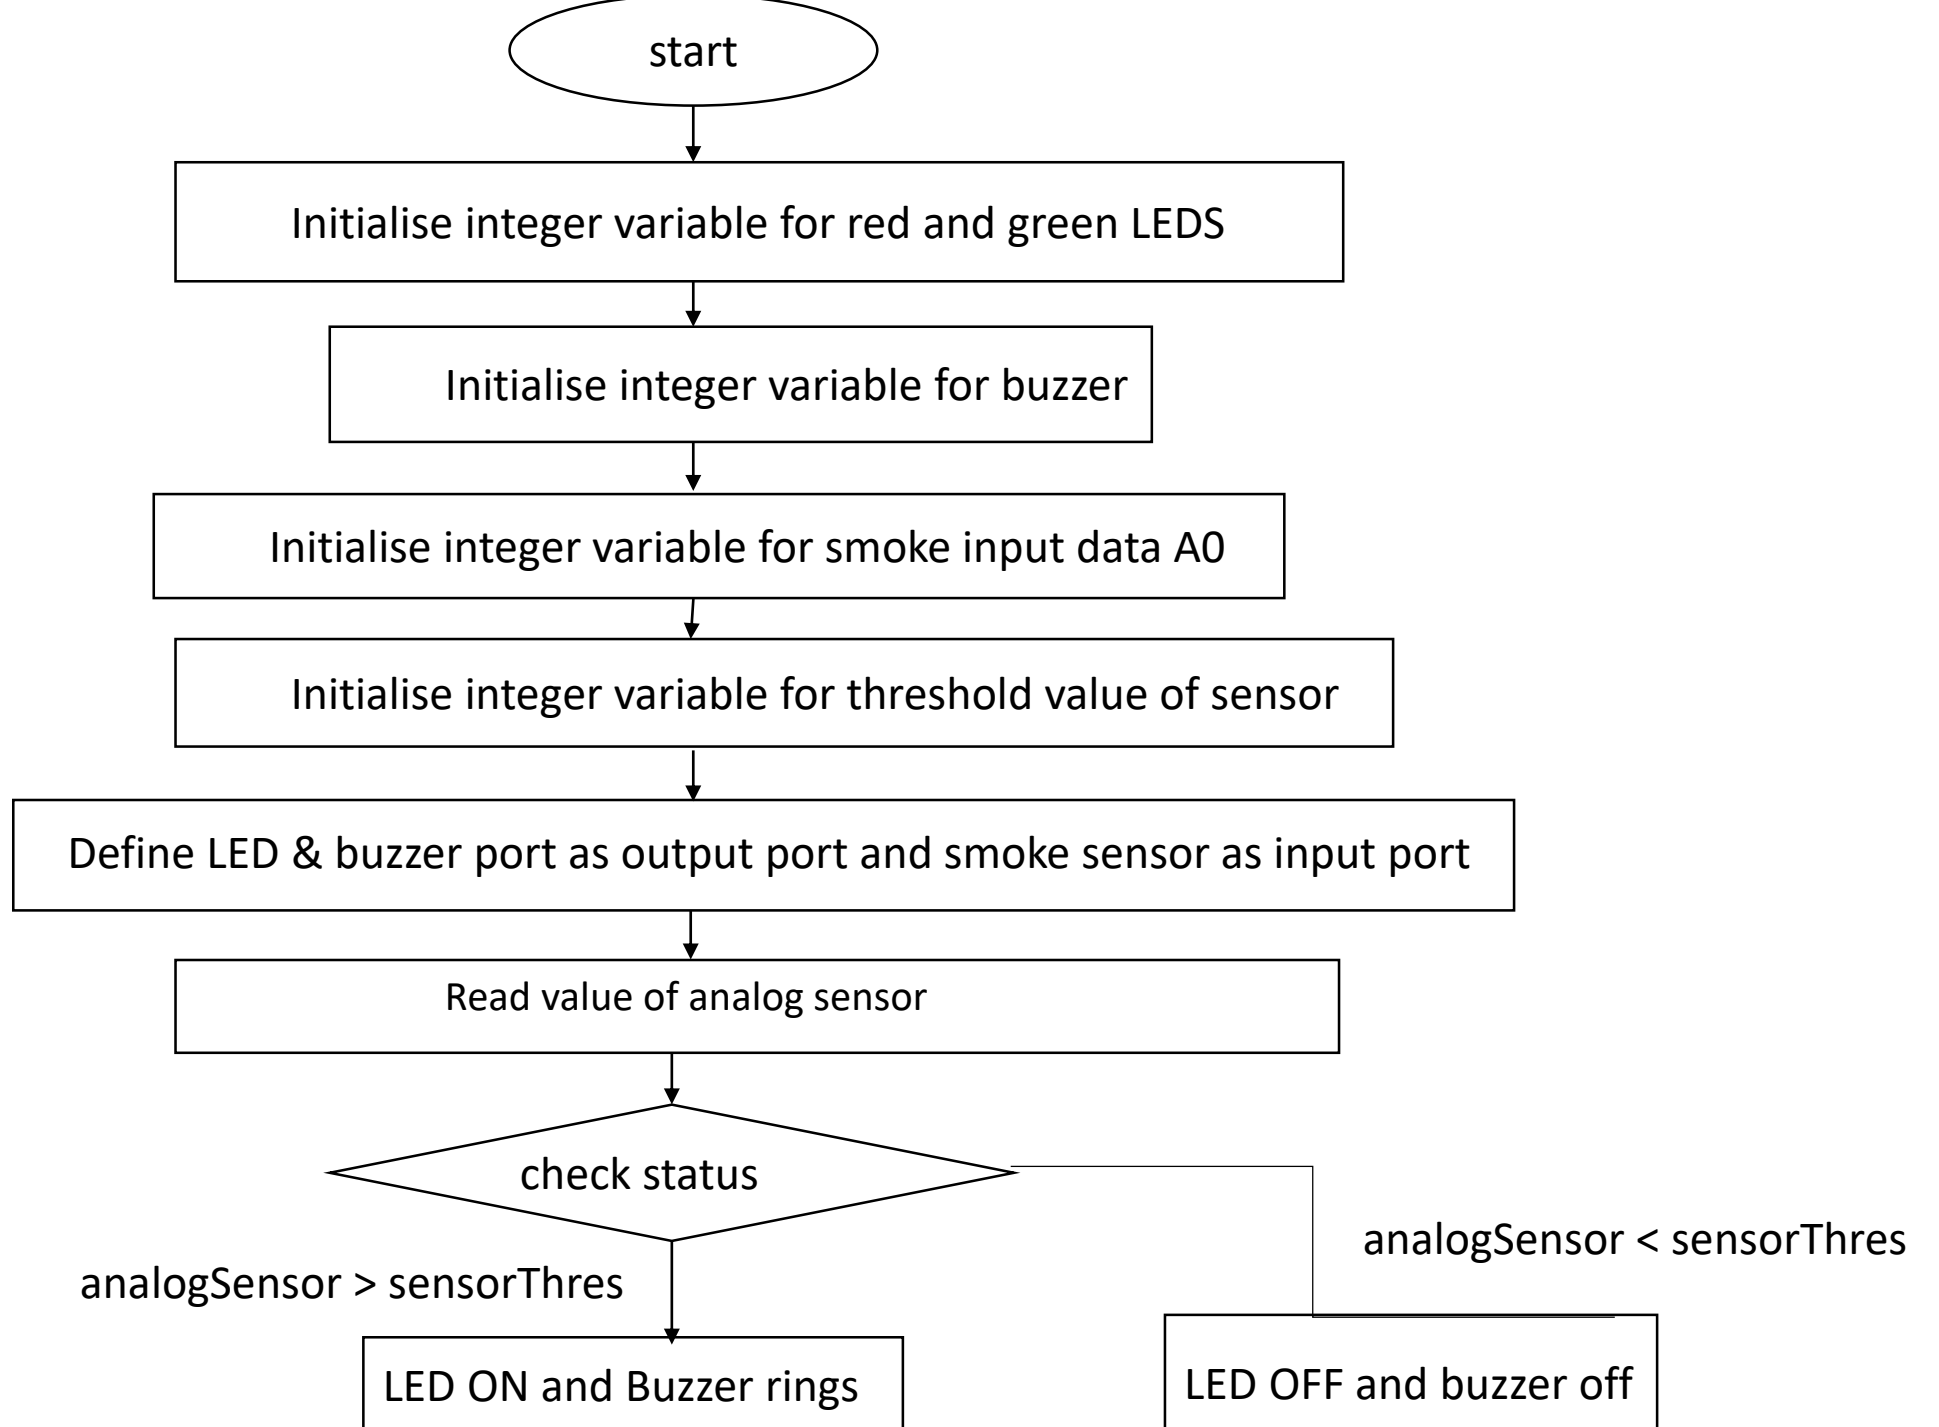 start
Initialise integer variable for red and green LEDS
Initialise integer variable for buzzer
Initialise integer variable for smoke input data A0
Initialise integer variable for threshold value of sensor
Define LED & buzzer port as output port and smoke sensor as input port
Read value of analog sensor
check status
analogSensor < sensorThres
analogSensor > sensorThres
LED ON and Buzzer rings
LED OFF and buzzer off